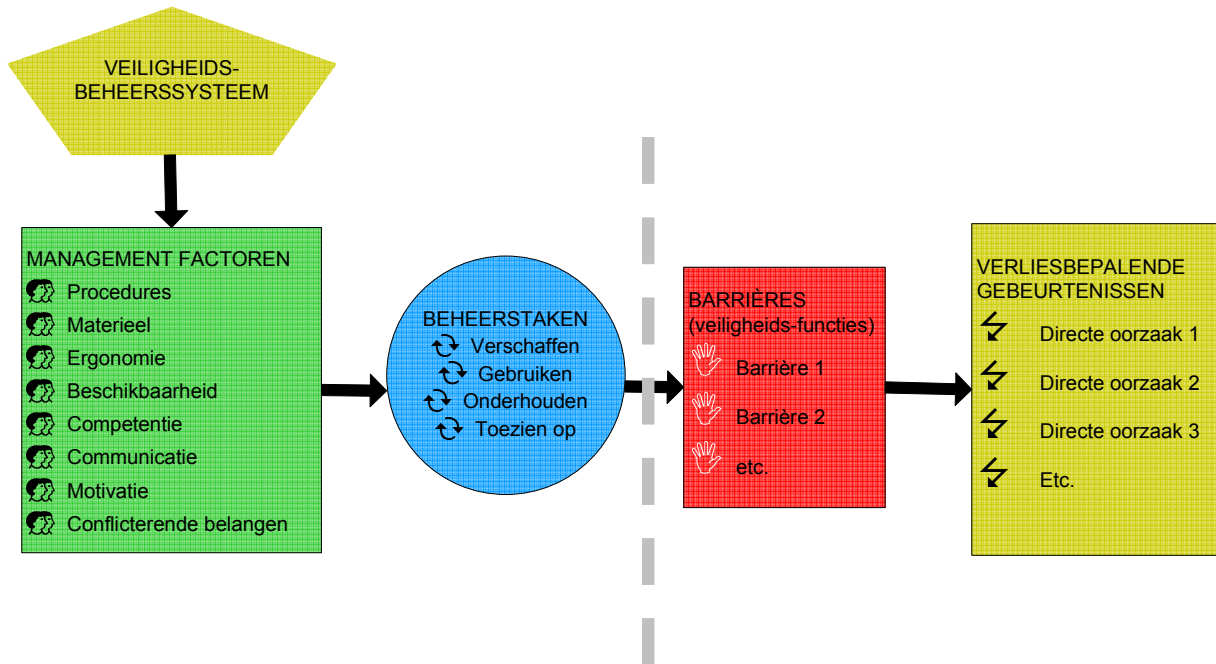 VEILIGHEIDS-
BEHEERSSYSTEEM
MANAGEMENT FACTOREN
Procedures
Materieel
Ergonomie
Beschikbaarheid
Competentie
Communicatie
Motivatie
Conflicterende belangen
BEHEERSTAKEN
Verschaffen
Gebruiken
Onderhouden
Toezien op
BARRIÈRES
(veiligheids-functies)
Barrière 1
Barrière 2
etc.
VERLIESBEPALENDE
GEBEURTENISSEN
Directe oorzaak 1
Directe oorzaak 2
Directe oorzaak 3
Etc.